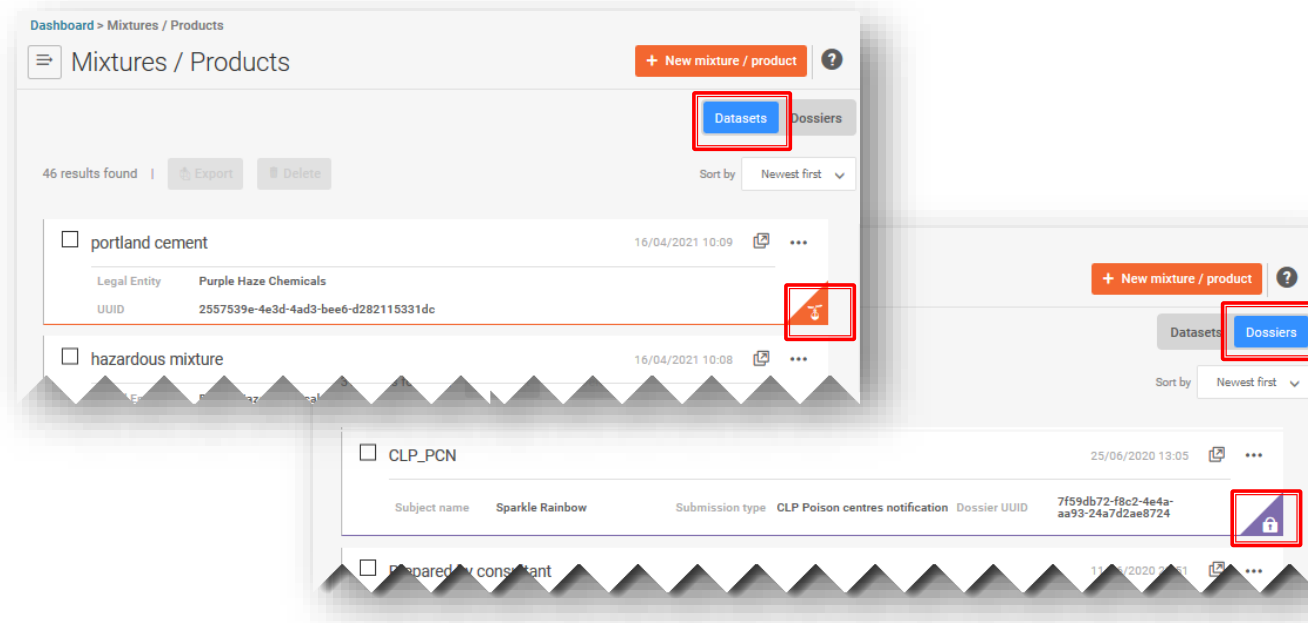 Dashboard > Mixtures / Products
Mixtures / Products
+ New mixture / product
?
Datasets Dossiers
46 results found | Export Delete
Sort by Newest first
portland cement 16/04/2021 10:09
Legal Entity Purple Haze Chemicals
UUID 2557539e-4e3d-4ad3-bee6-d282115331dc
hazardous mixture 16/04/2021 10:08
+ New mixture / product
?
Datasets Dossiers
Sort by Newest first
CLP_PCN 25/06/2020 13:05
Subject name Sparkle Rainbow Submission type CLP Poison centres notification Dossier UUID 7f59db72-f8c2-4e4a-
aa93-24a7d2ae8724
Prepared by consultant